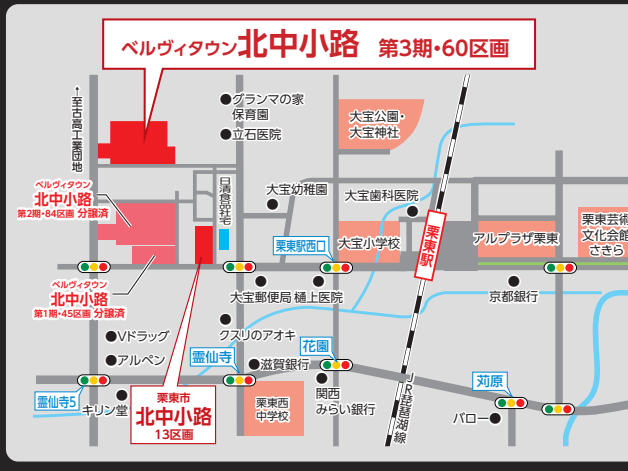 ベルヴィタウン北中小路 第3期・60区画
←至古高工業団地
グランマの家
保育園
立石医院
大宝公園・
大宝神社
ベルヴィタウン
北中小路
第2期・84区画 分譲済
日清食品社宅
大宝幼稚園
大宝歯科医院
栗東駅西口
大宝小学校
栗東駅
アルプラザ栗東
栗東芸術
文化会館
さきら
ベルヴィタウン
北中小路
第1期・45区画 分譲済
大宝郵便局
樋上医院
京都銀行
Vドラッグ
アルペン
クスリのアオキ
霊仙寺
滋賀銀行
花園
霊仙寺5
キリン堂
栗東市
北中小路
13区画
栗東西
中学校
関西
みらい銀行
JR琵琶湖線
苅原
バロー